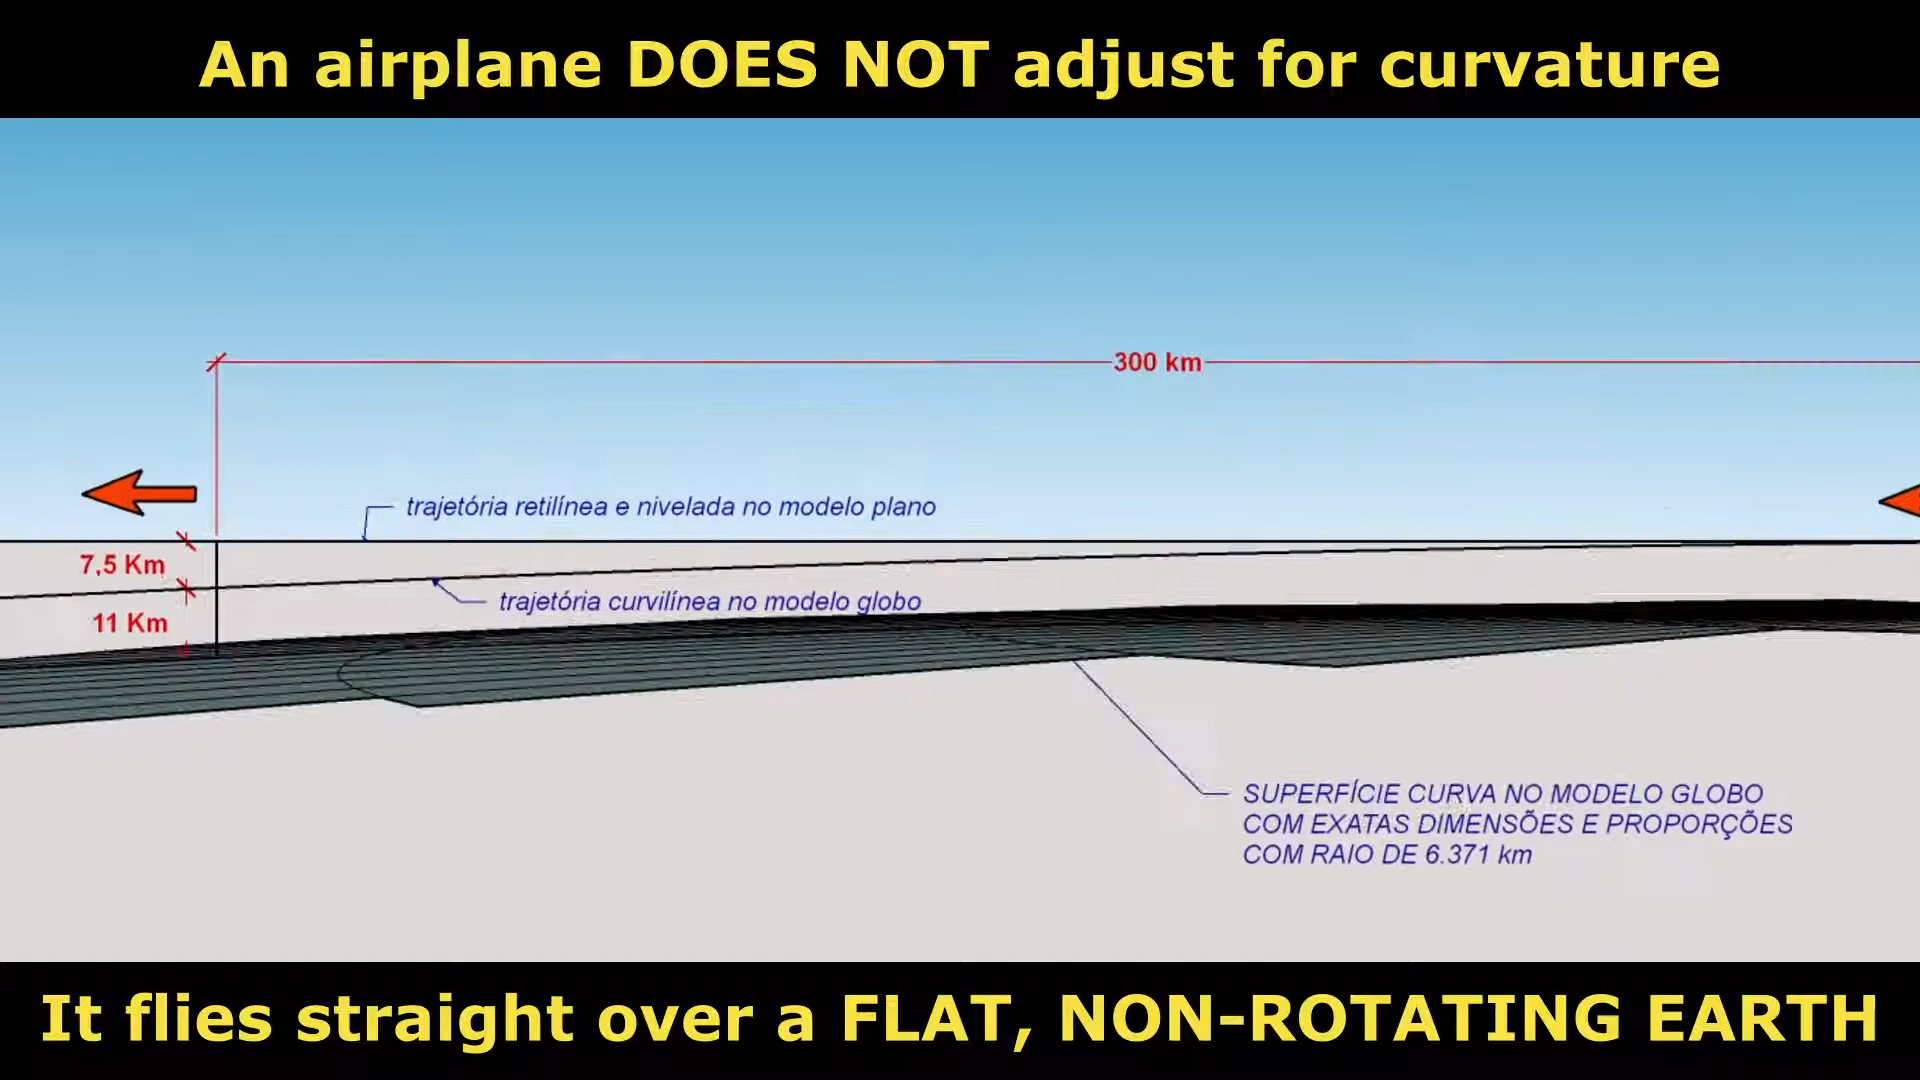 An airplane DOES NOT adjust for curvature
300 km
trajetória retilínea e nivelada no modelo plano
7,5 Km
trajetória curvilínea no modelo globo
11 Km
SUPERFÍCIE CURVA NO MODELO GLOBO
COM EXATAS DIMENSÕES E PROPORÇÕES
COM RAIO DE 6.371 km
It flies straight over a FLAT, NON-ROTATING EARTH